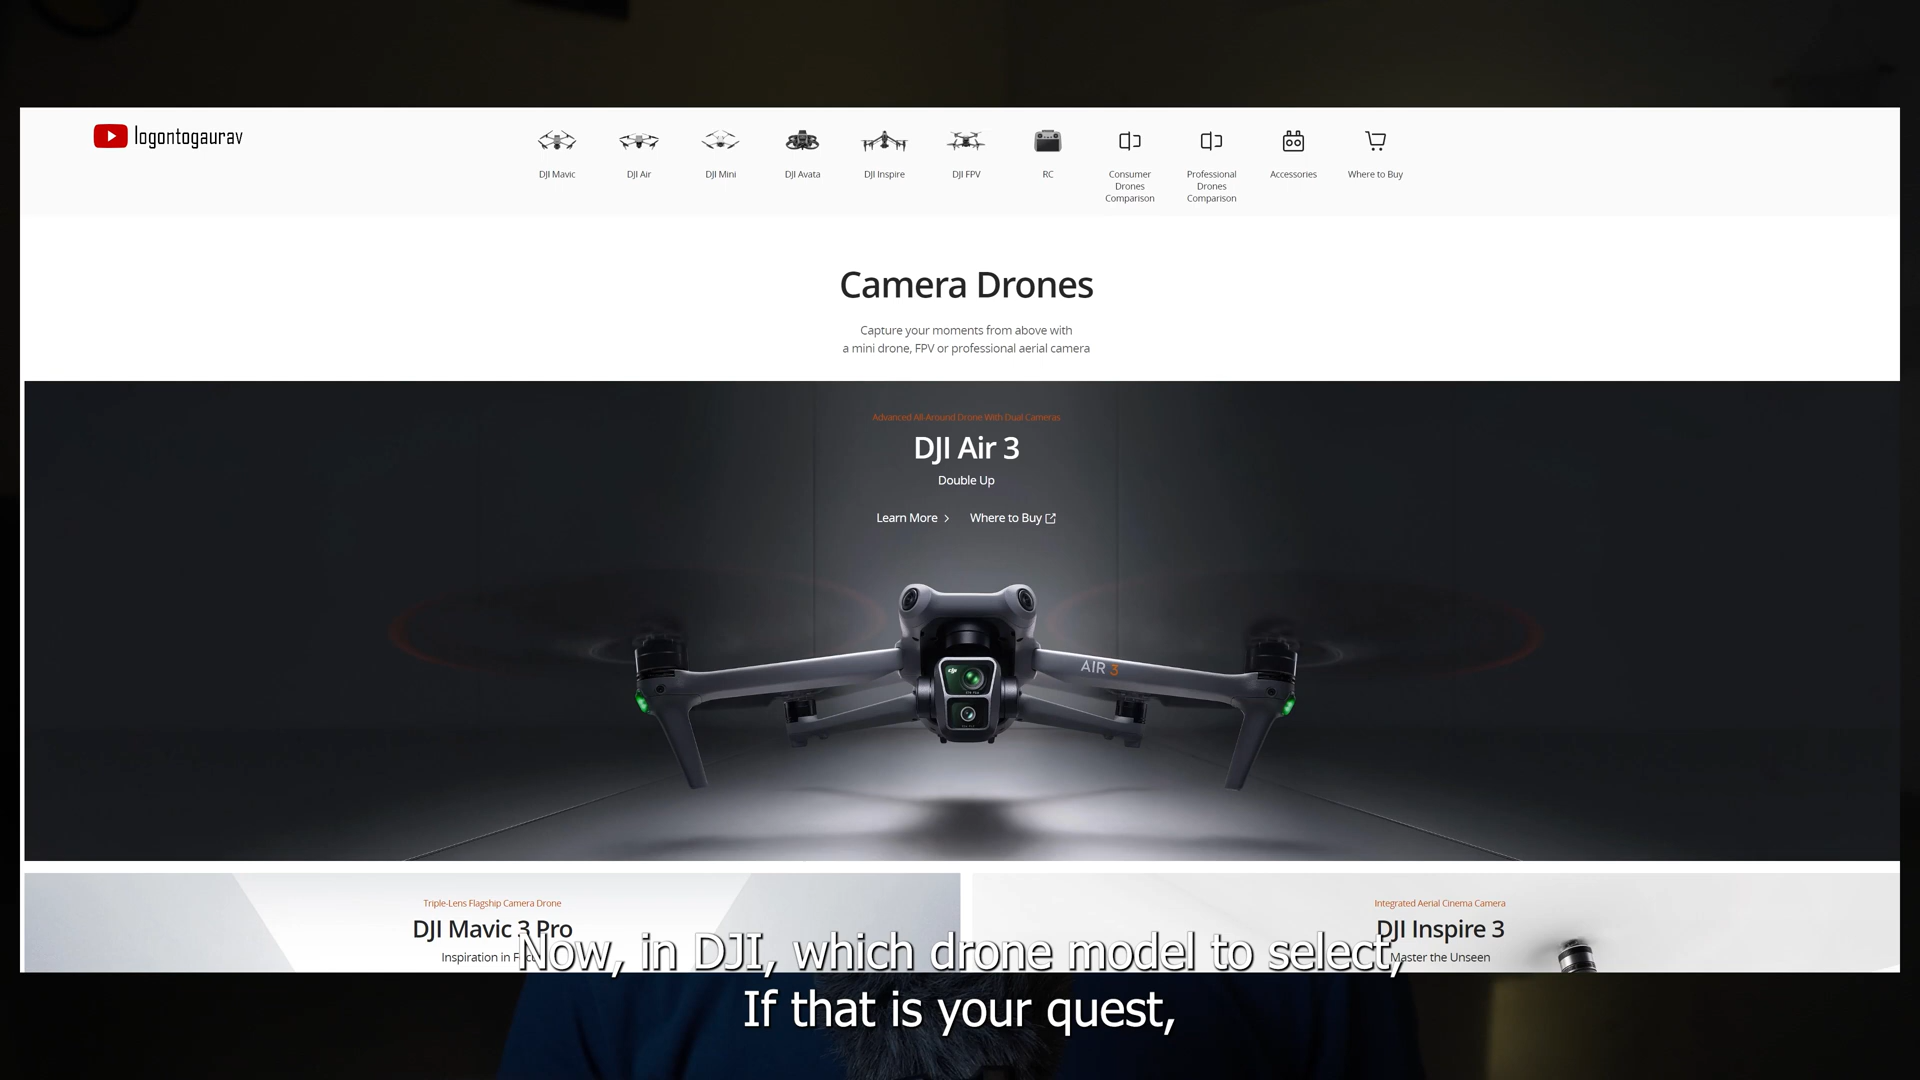 logontogaurav
DJI Mavic
DJI Air
DJI Mini
DJI Avata
DJI Inspire
DJI FPV
RC
Consumer
Drones
Comparison
Professional
Drones
Comparison
Accessories
Where to Buy
Camera Drones
Capture your moments from above with
a mini drone, FPV or professional aerial camera
Advanced All-Around Drone With Dual Cameras
DJI Air 3
Double Up
Learn More
Where to Buy
AIR 3
Triple-Lens Flagship Camera Drone
DJI Mavic 3 Pro
Inspiration in
Integrated Aerial Cinema Camera
DJI Inspire 3
Master the Unseen
Now, in DJI, which drone model to select,
If that is your quest,